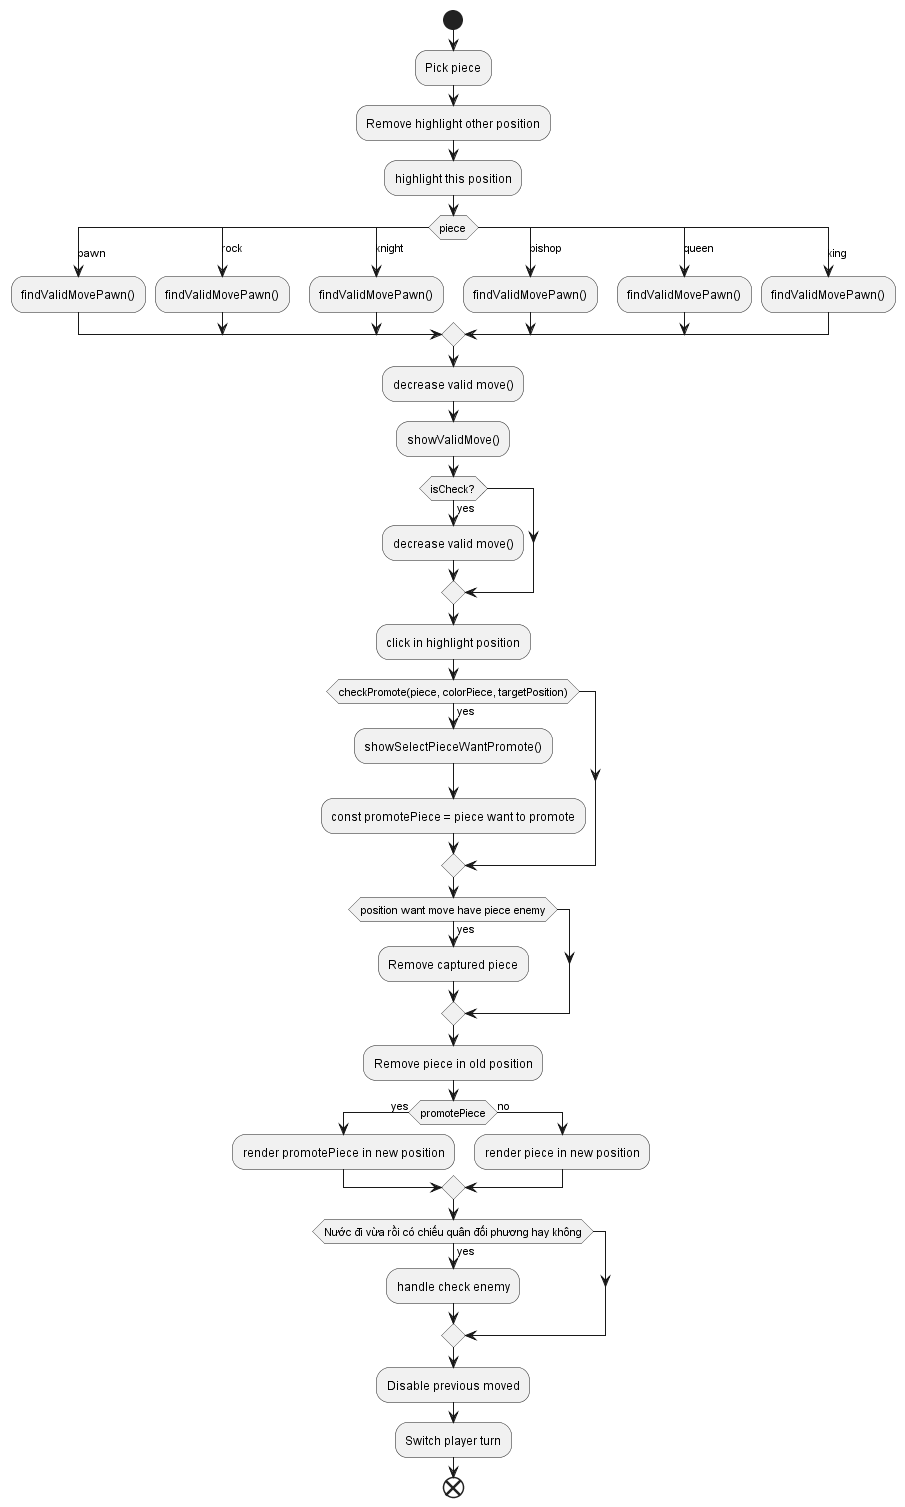 Pick piece
Remove highlight other position
highlight this position
piece
pawn
rock
knight
bishop
queen
king
findValidMovePawn()
findValidMovePawn()
findValidMovePawn()
findValidMovePawn()
findValidMovePawn()
findValidMovePawn()
decrease valid move()
showValidMove()
isCheck?
yes
decrease valid move()
click in highlight position
checkPromote(piece, colorPiece, targetPosition)
yes
showSelectPieceWantPromote()
const promotePiece = piece want to promote
position want move have piece enemy
yes
Remove captured piece
Remove piece in old position
yes
promotePiece
no
render promotePiece in new position
render piece in new position
Nước đi vừa rồi có chiếu quân đối phương hay không
yes
handle check enemy
Disable previous moved
Switch player turn